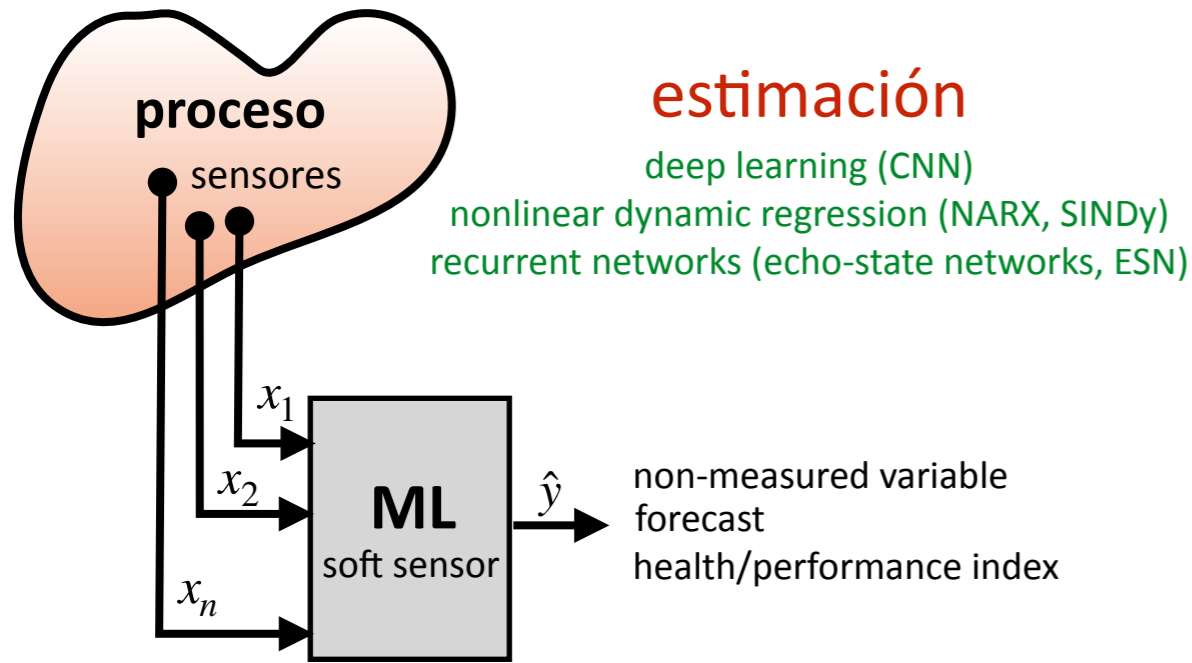 proceso
sensores
estimación
deep learning (CNN)
nonlinear dynamic regression (NARX, SINDy)
recurrent networks (echo-state networks, ESN)
x₁
x₂
xₙ
ML
soft sensor
ŷ
non-measured variable
forecast
health/performance index